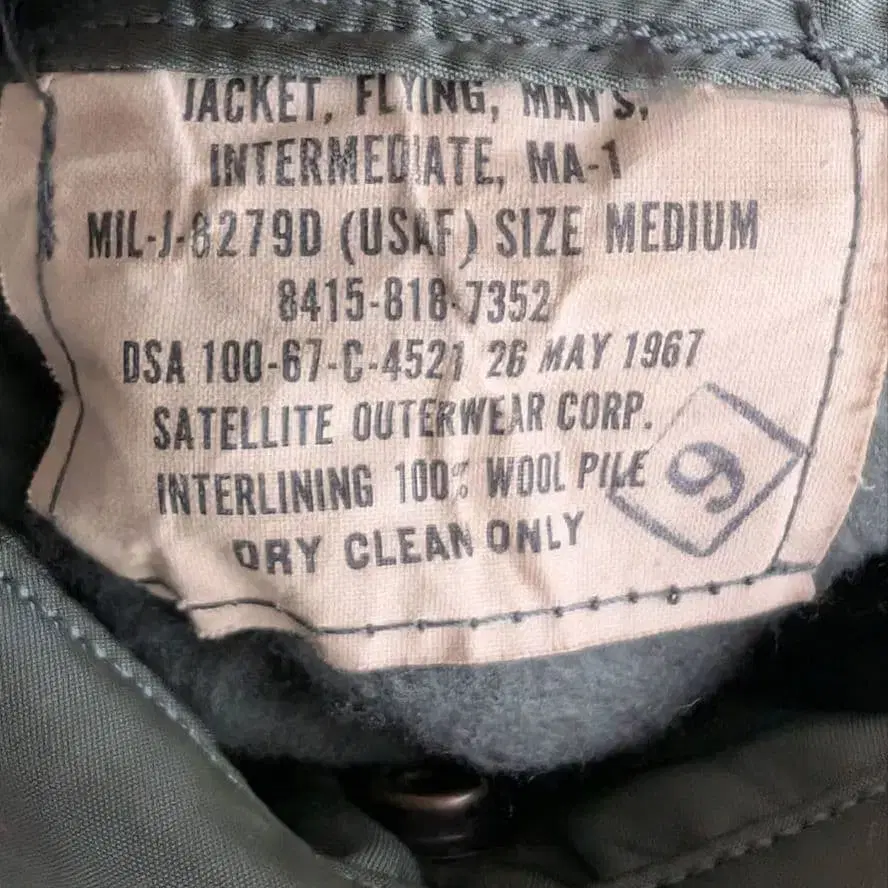 JACKET, FLYING, MAN'S,
INTERMEDIATE, MA-1
MIL-J-8279D (USAF) SIZE MEDIUM
8415-818-7352
DSA 100-67-C-4521 26 MAY 1967
SATELLITE OUTERWEAR CORP.
INTERLINING 100% WOOL PILE
DRY CLEAN ONLY
9